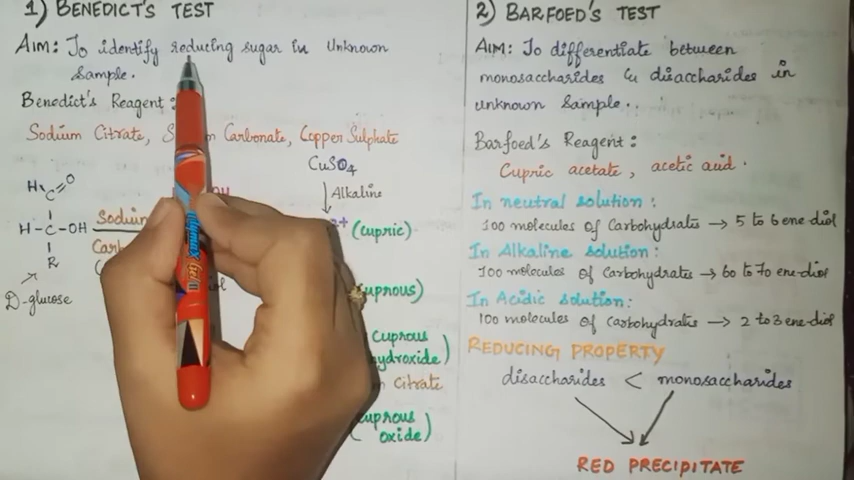 1) BENEDICT'S TEST
AIM: To identify reducing sugar in Unknown
Sample.
Benedict's Reagent:
Sodium Citrate, Carbonate, Copper Sulphate
CuSO4
Alkaline
2+ (cupric)
H C O
H-C-OH Sodium
R
D-glucose
cuprous)
Cuprous
hydroxide)
Citrate
(cuprous
oxide)
2) BARFOED'S TEST
AIM: To differentiate between
monosaccharides & disaccharides in
unknown Sample..
Barfoed's Reagent:
Cupric acetate, acetic acid.
In neutral solution:
100 molecules of Carbohydrates → 5 to 6 ene-diol
In Alkaline solution:
100 molecules of Carbohydrates → 60 to 70 ene-diol
In Acidic solution:
100 molecules of Carbohydrates → 2 to 3 ene-diol
REDUCING PROPERTY
disaccharides < monosaccharides
RED PRECIPITATE